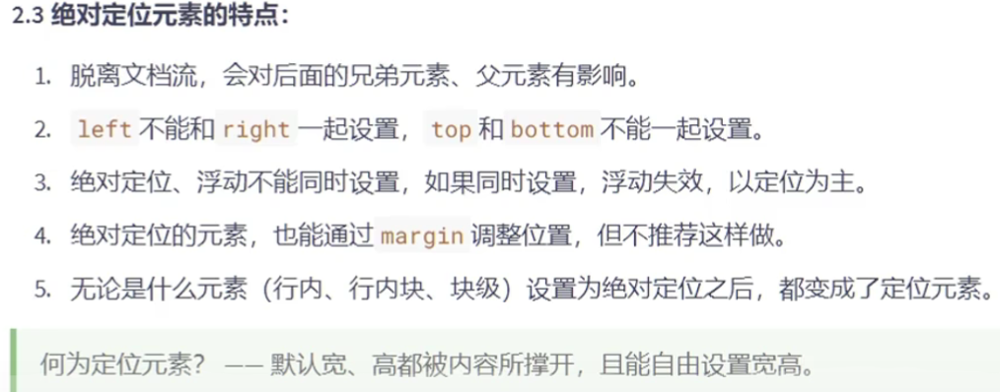 2.3 绝对定位元素的特点：
1. 脱离文档流，会对后面的兄弟元素、父元素有影响。
2. left 不能和 right 一起设置， top 和 bottom 不能一起设置。
3. 绝对定位、浮动不能同时设置，如果同时设置，浮动失效，以定位为主。
4. 绝对定位的元素，也能通过 margin 调整位置，但不推荐这样做。
5. 无论是什么元素（行内、行内块、块级）设置为绝对定位之后，都变成了定位元素。
何为定位元素？ —— 默认宽、高都被内容所撑开，且能自由设置宽高。